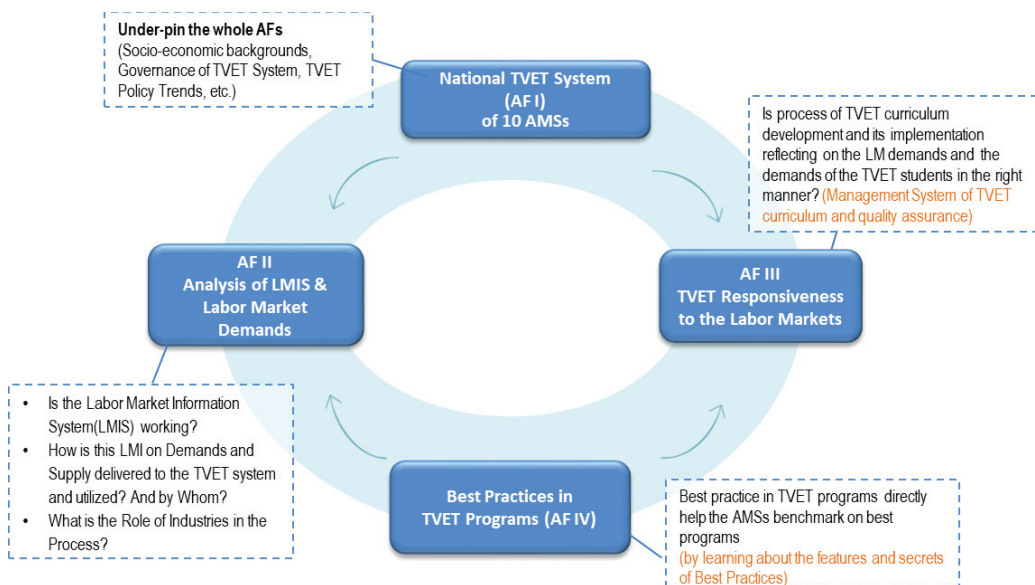 Under-pin the whole AFs
(Socio-economic backgrounds,
Governance of TVET System, TVET
Policy Trends, etc.)
National TVET System
(AF I)
of 10 AMSs
Is process of TVET curriculum
development and its implementation
reflecting on the LM demands and the
demands of the TVET students in the right
manner? (Management System of TVET
curriculum and quality assurance)
AF II
Analysis of LMIS &
Labor Market
Demands
AF III
TVET Responsiveness
to the Labor Markets
• Is the Labor Market Information
System(LMIS) working?
• How is this LMI on Demands and
Supply delivered to the TVET system
and utilized? And by Whom?
• What is the Role of Industries in the
Process?
Best Practices in
TVET Programs (AF IV)
Best practice in TVET programs directly
help the AMSs benchmark on best
programs
(by learning about the features and secrets
of Best Practices)